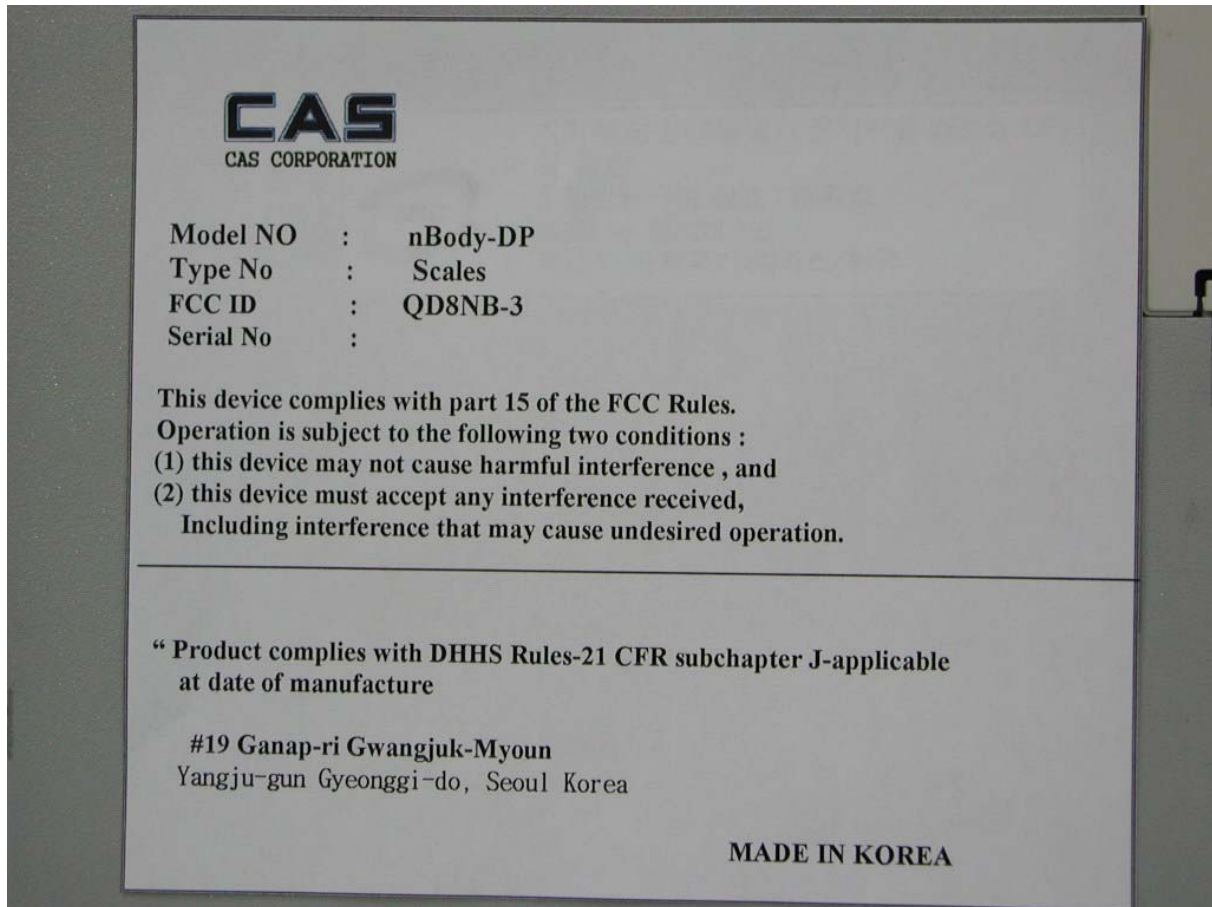 CAS
CAS CORPORATION
Model NO : nBody-DP
Type No : Scales
FCC ID : QD8NB-3
Serial No :
This device complies with part 15 of the FCC Rules.
Operation is subject to the following two conditions :
(1) this device may not cause harmful interference , and
(2) this device must accept any interference received,
Including interference that may cause undesired operation.
“ Product complies with DHHS Rules-21 CFR subchapter J-applicable
at date of manufacture
#19 Ganap-ri Gwangjuk-Myoun
Yangju-gun Gyeonggi-do, Seoul Korea
MADE IN KOREA